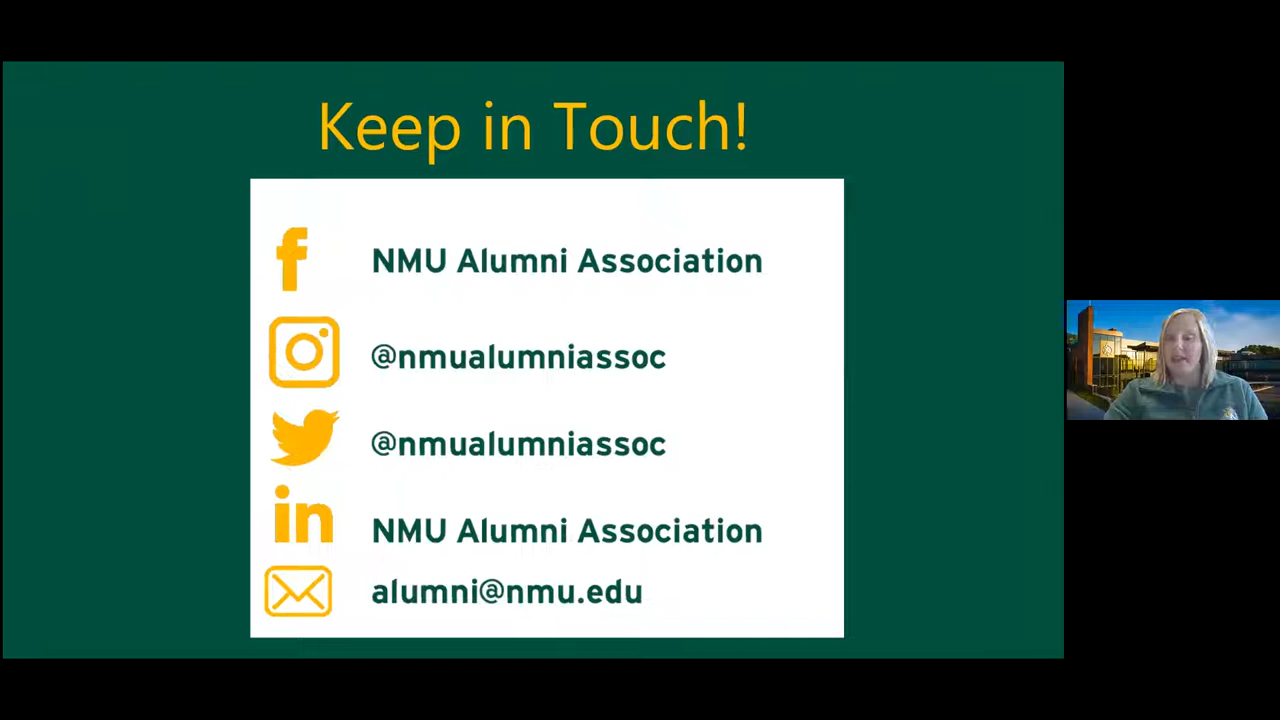 Keep in Touch!
NMU Alumni Association
@nmualumniassoc
@nmualumniassoc
NMU Alumni Association
alumni@nmu.edu